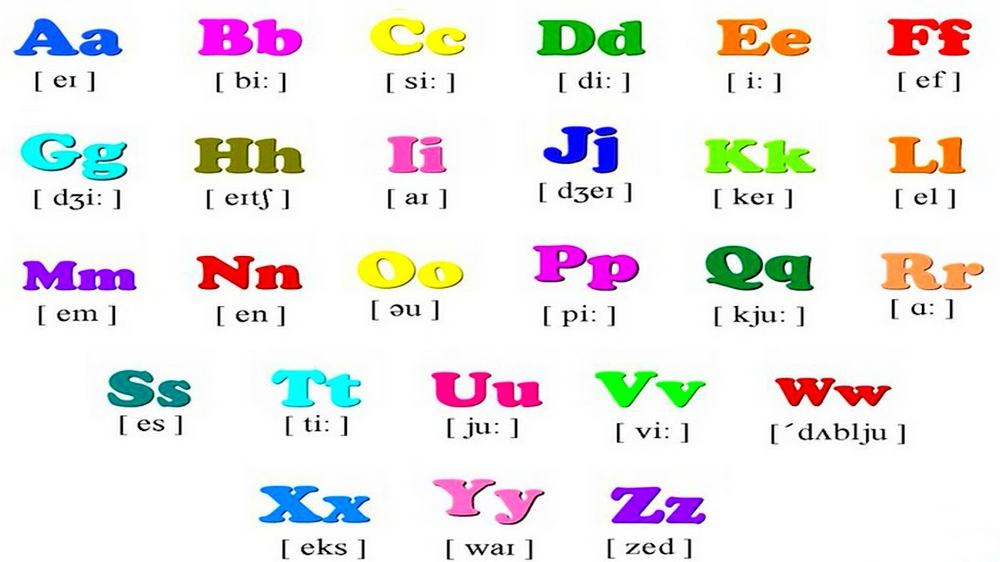 Aa Bb Cc Dd Ee Ff
[ eɪ ] [ bi: ] [ si: ] [ di: ] [ i: ] [ ef ]
Gg Hh Ii Jj Kk Ll
[ dʒi: ] [ eɪtʃ ] [ aɪ ] [ dʒeɪ ] [ keɪ ] [ el ]
Mm Nn Oo Pp Qq Rr
[ em ] [ en ] [ əu ] [ pi: ] [ kju: ] [ ɑ: ]
Ss Tt Uu Vv Ww
[ es ] [ ti: ] [ ju: ] [ vi: ] [ ´dʌblju ]
Xx Yy Zz
[ eks ] [ waɪ ] [ zed ]